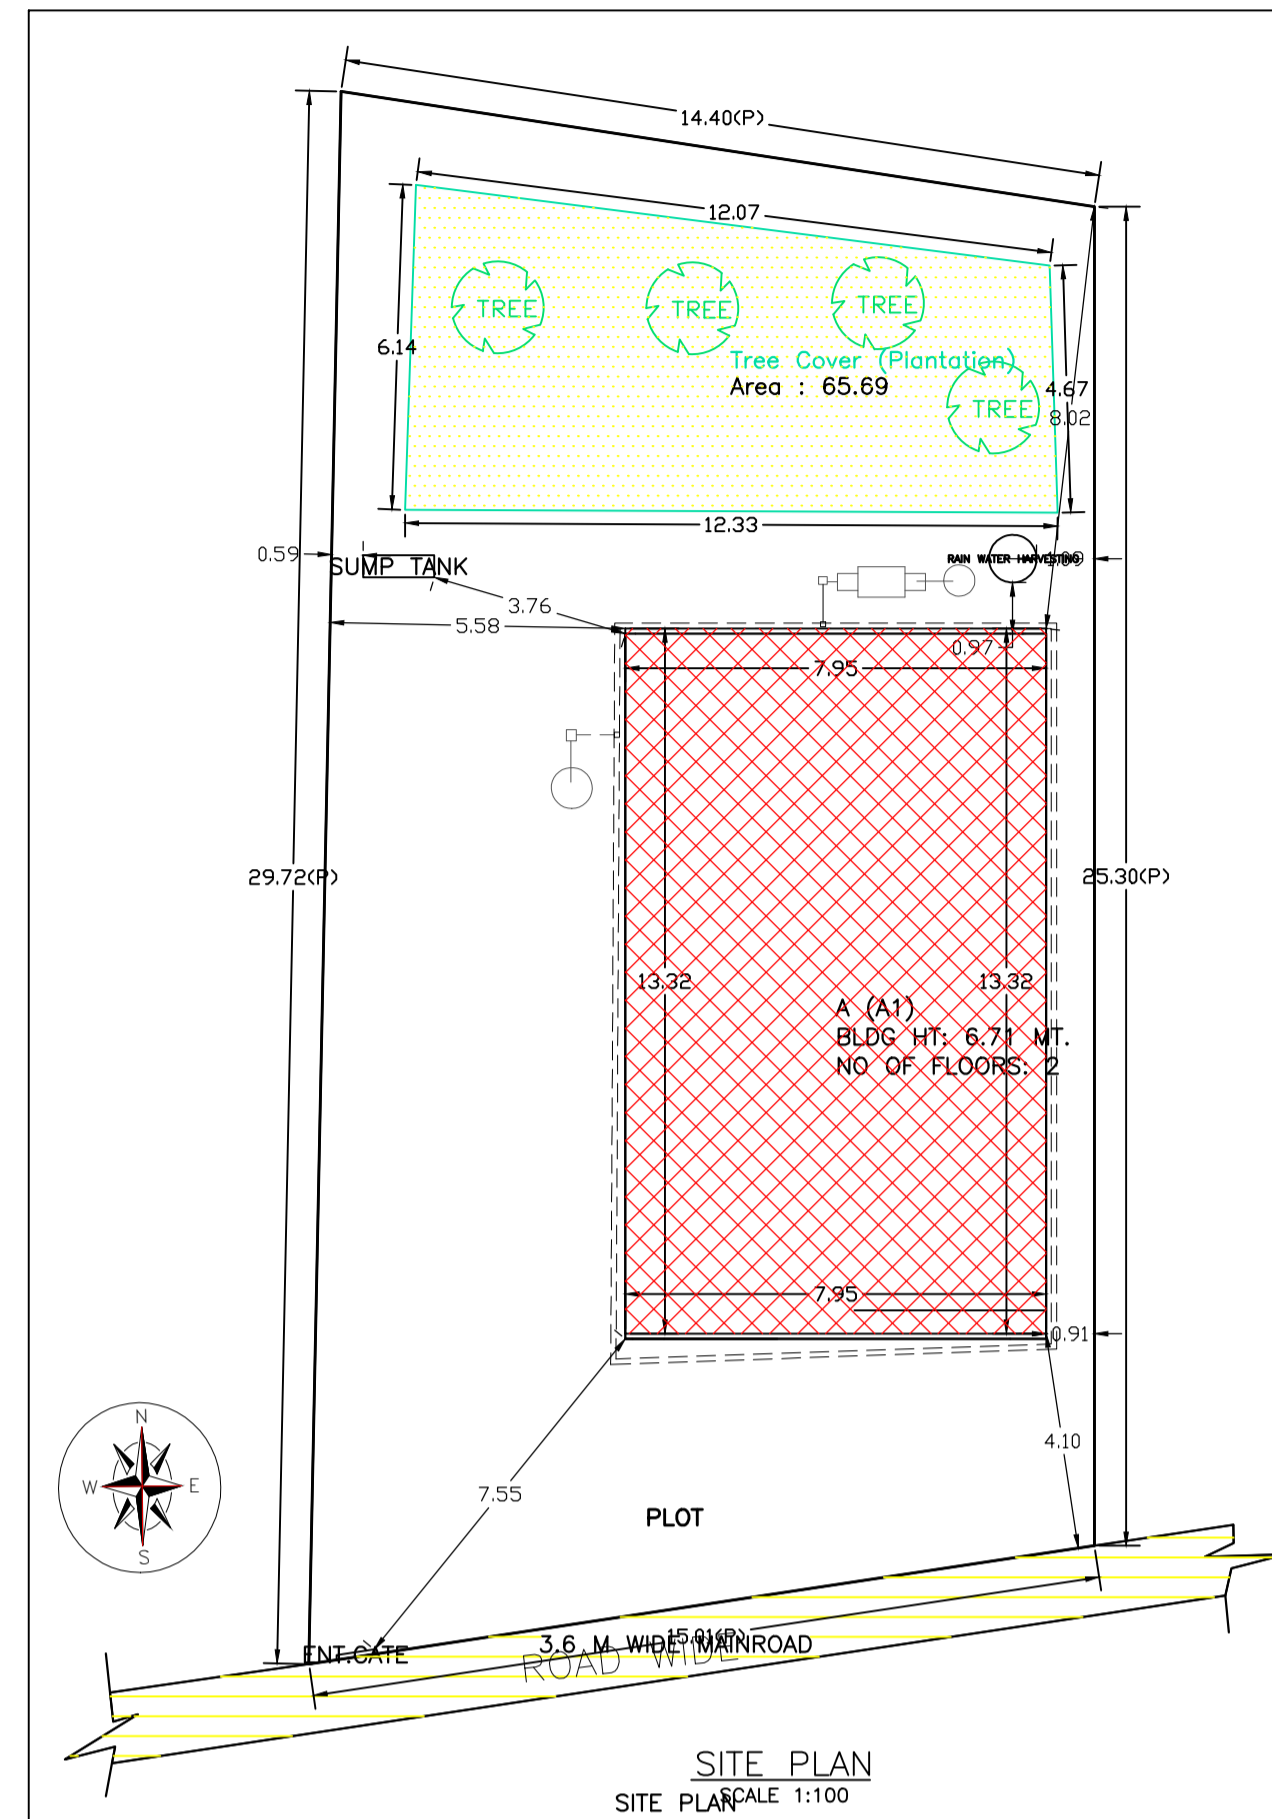 14.40(P)
12.07
TREE
TREE
TREE
6.14
Tree Cover (Plantation)
Area : 65.69
4.67
TREE
8.02
12.33
0.59
SUMP TANK
RAIN WATER HARVESTING
1.09
3.76
5.58
0.97
7.95
29.72(P)
25.30(P)
13.32
13.32
A (A1)
BLDG HT: 6.71 MT.
NO OF FLOORS: 2
7.95
0.91
N
W
E
S
4.10
7.55
PLOT
15.01(P)
3.6 M WIDE MAINROAD
ENT.GATE
ROAD WIDE
SITE PLAN
SCALE 1:100
SITE PLAN